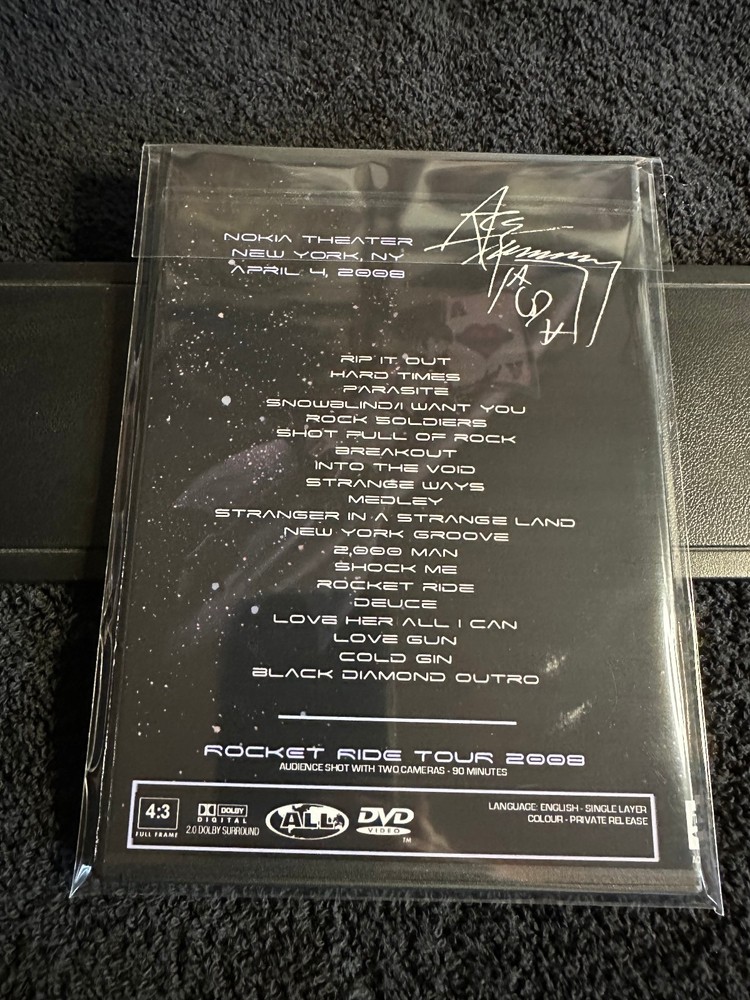 NOKIA THEATER
NEW YORK, NY
APRIL 4, 2008
Ace Frehley
RIP IT OUT
HARD TIMES
PARASITE
SNOWBLIND/I WANT YOU
ROCK SOLDIERS
SHOT FULL OF ROCK
BREAKOUT
INTO THE VOID
STRANGE WAYS
MEDLEY
STRANGER IN A STRANGE LAND
NEW YORK GROOVE
2,000 MAN
SHOCK ME
ROCKET RIDE
DEUCE
LOVE HER ALL I CAN
LOVE GUN
COLD GIN
BLACK DIAMOND OUTRO
ROCKET RIDE TOUR 2008
AUDIENCE SHOT WITH TWO CAMERAS - 90 MINUTES
4:3
FULL FRAME
DOLBY
DIGITAL
2.0 DOLBY SURROUND
ALL
DVD
VIDEO
TM
LANGUAGE: ENGLISH - SINGLE LAYER
COLOUR - PRIVATE RELEASE